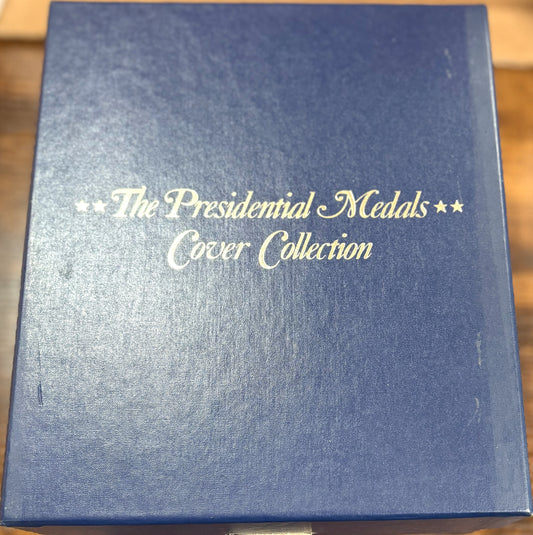 ★★ The Presidential Medals ★★
Cover Collection